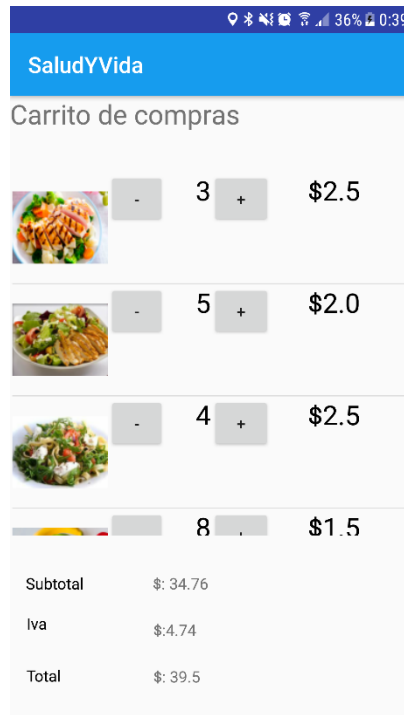 36% 0:39
SaludYVida
Carrito de compras
- 3 + $2.5
- 5 + $2.0
- 4 + $2.5
8 + $1.5
Subtotal $: 34.76
Iva $:4.74
Total $: 39.5